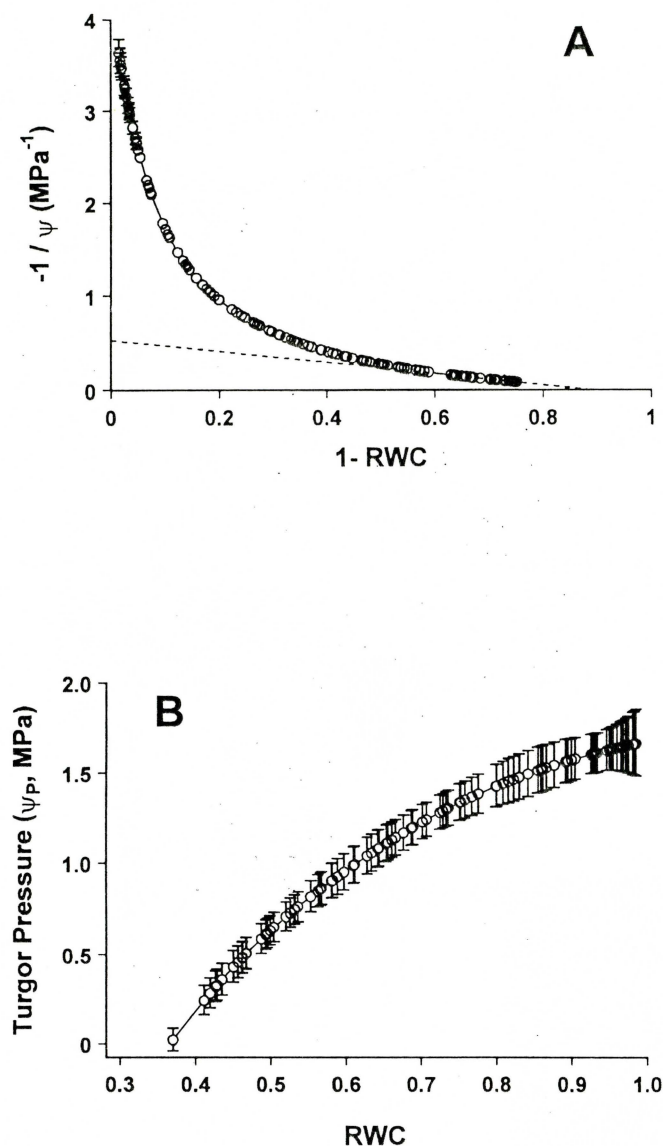 A
4
3
2
1
0
-1 / ψ (MPa⁻¹)
0 0.2 0.4 0.6 0.8 1
1- RWC
B
2.0
1.5
1.0
0.5
0
Turgor Pressure (ψP, MPa)
0.3 0.4 0.5 0.6 0.7 0.8 0.9 1.0
RWC